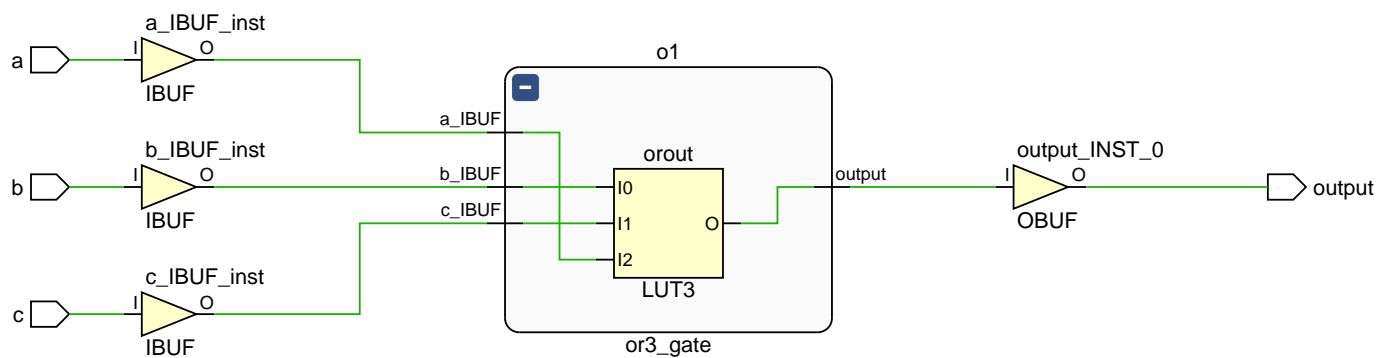 a_IBUF_inst
a
I
O
IBUF
b_IBUF_inst
b
I
O
IBUF
c_IBUF_inst
c
I
O
IBUF
o1
a_IBUF
b_IBUF
c_IBUF
orout
I0
I1
I2
O
LUT3
or3_gate
output
output_INST_0
I
O
OBUF
output